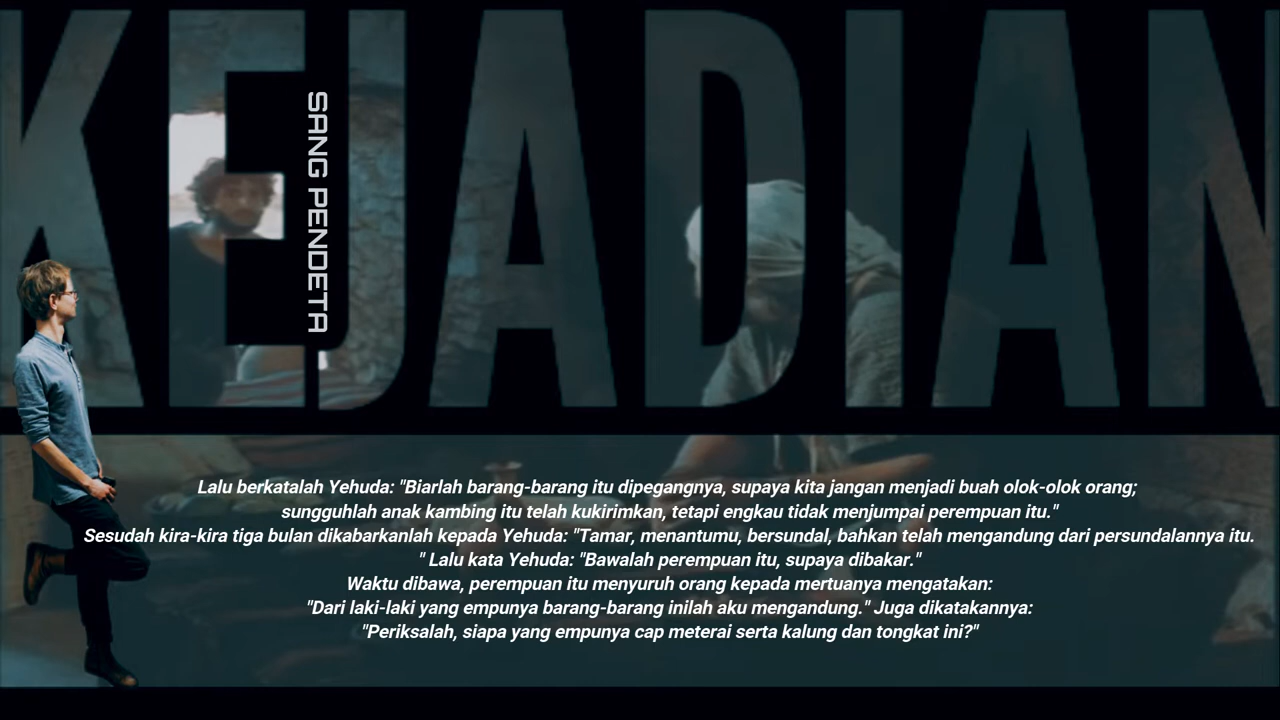 KEJADIAN
SANG PENDETA
Lalu berkatalah Yehuda: "Biarlah barang-barang itu dipegangnya, supaya kita jangan menjadi buah olok-olok orang;
sungguhlah anak kambing itu telah kukirimkan, tetapi engkau tidak menjumpai perempuan itu."
Sesudah kira-kira tiga bulan dikabarkanlah kepada Yehuda: "Tamar, menantumu, bersundal, bahkan telah mengandung dari persundalannya itu.
" Lalu kata Yehuda: "Bawalah perempuan itu, supaya dibakar."
Waktu dibawa, perempuan itu menyuruh orang kepada mertuanya mengatakan:
"Dari laki-laki yang empunya barang-barang inilah aku mengandung." Juga dikatakannya:
"Periksalah, siapa yang empunya cap meterai serta kalung dan tongkat ini?"